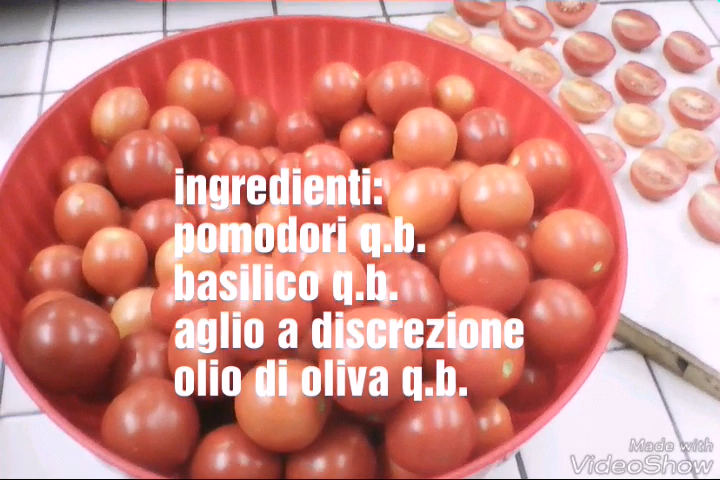 ingredienti:
pomodori q.b.
basilico q.b.
aglio a discrezione
olio di oliva q.b.
Made with
VideoShow